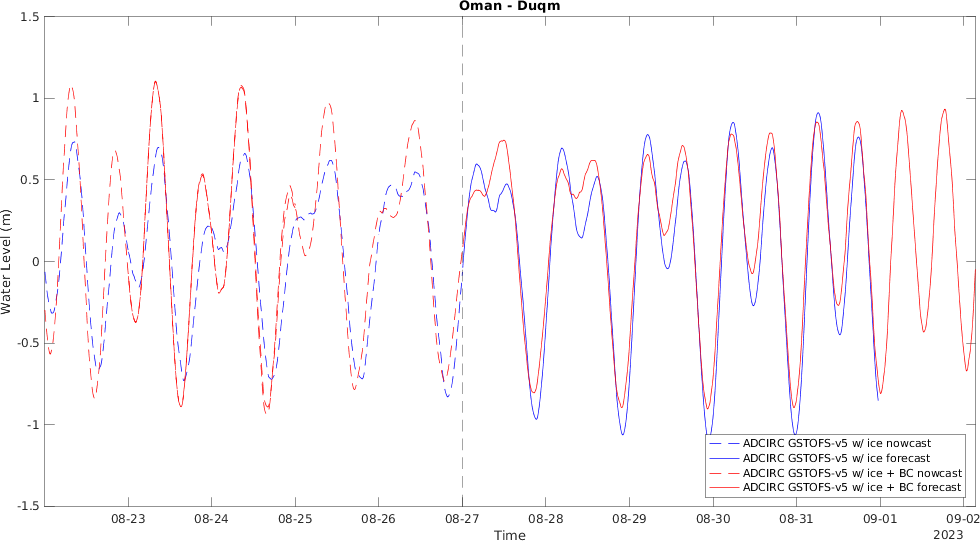 Oman - Duqm
1.5
1
0.5
0
-0.5
-1
-1.5
Water Level (m)
ADCIRC GSTOFS-v5 w/ ice nowcast
ADCIRC GSTOFS-v5 w/ ice forecast
ADCIRC GSTOFS-v5 w/ ice + BC nowcast
ADCIRC GSTOFS-v5 w/ ice + BC forecast
08-23 08-24 08-25 08-26 08-27 08-28 08-29 08-30 08-31 09-01 09-02
Time 2023